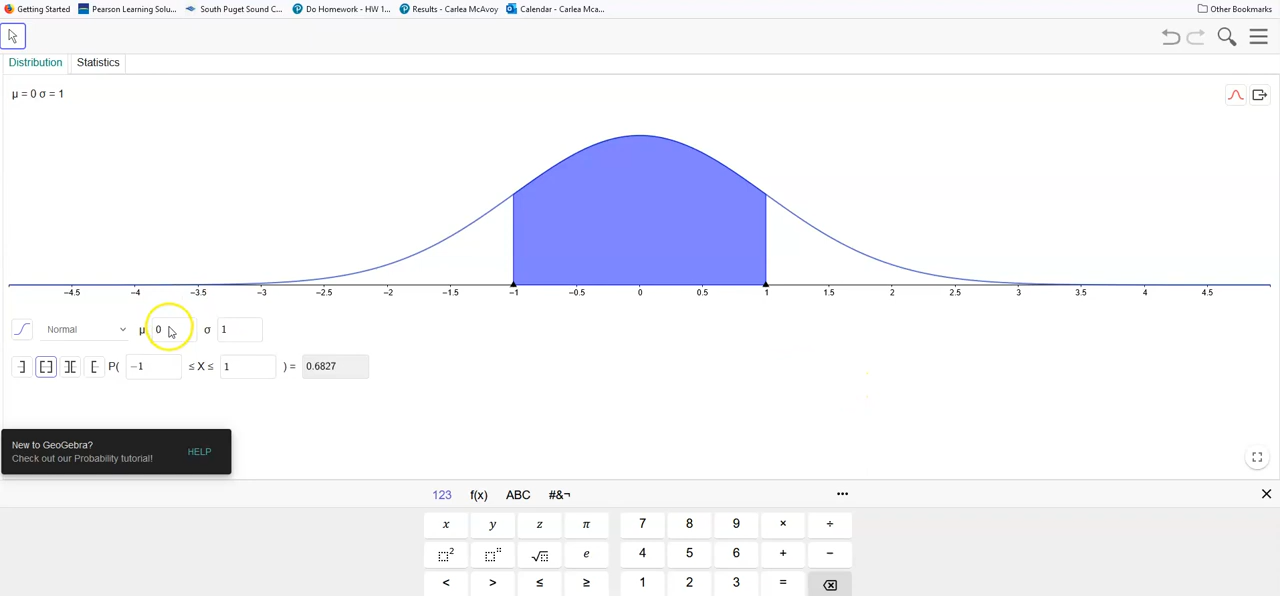 Getting Started Pearson Learning Solu... South Puget Sound C... Do Homework - HW 1... Results - Carlea McAvoy Calendar - Carlea Mca... Other Bookmarks
Distribution Statistics
μ = 0 σ = 1
-4.5 -4 -3.5 -3 -2.5 -2 -1.5 -1 -0.5 0 0.5 1 1.5 2 2.5 3 3.5 4 4.5
Normal μ 0 σ 1
P( -1 ≤ X ≤ 1 ) = 0.6827
New to GeoGebra?
Check out our Probability tutorial!
HELP
123 f(x) ABC #&¬ •••
x y z π 7 8 9 × ÷
□² □^□ √□ e 4 5 6 + −
< > ≤ ≥ 1 2 3 =